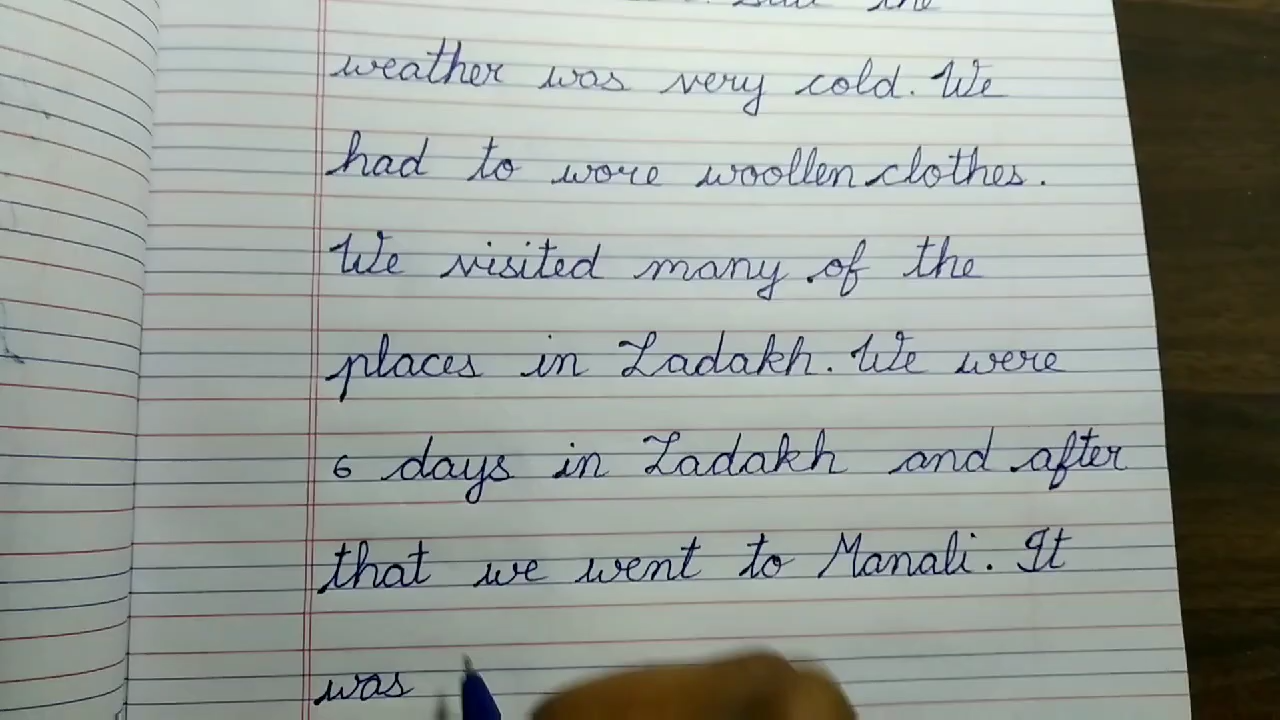 the
weather was very cold. We
had to wore woollen clothes.
We visited many of the
places in Ladakh. We were
6 days in Ladakh and after
that we went to Manali. It
was